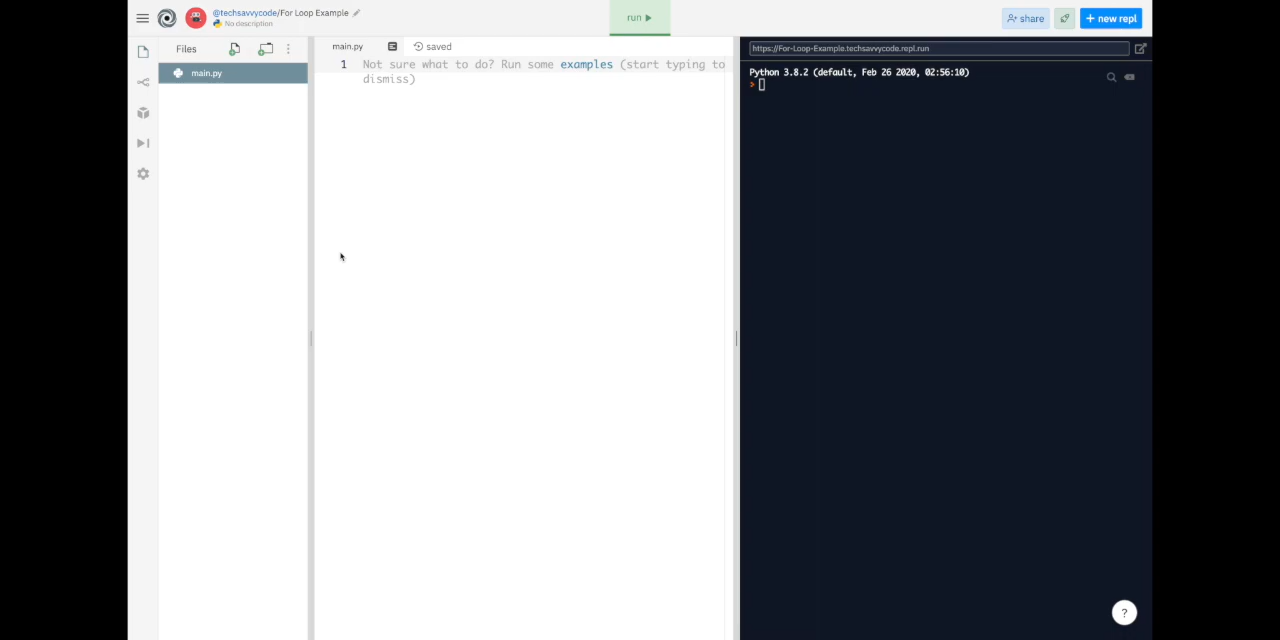 @techsavvycode/For Loop Example
No description
run
share
+ new repl
Files
main.py
main.py
saved
1 Not sure what to do? Run some examples (start typing to
dismiss)
https://For-Loop-Example.techsavvycode.repl.run
Python 3.8.2 (default, Feb 26 2020, 02:56:10)
>
?